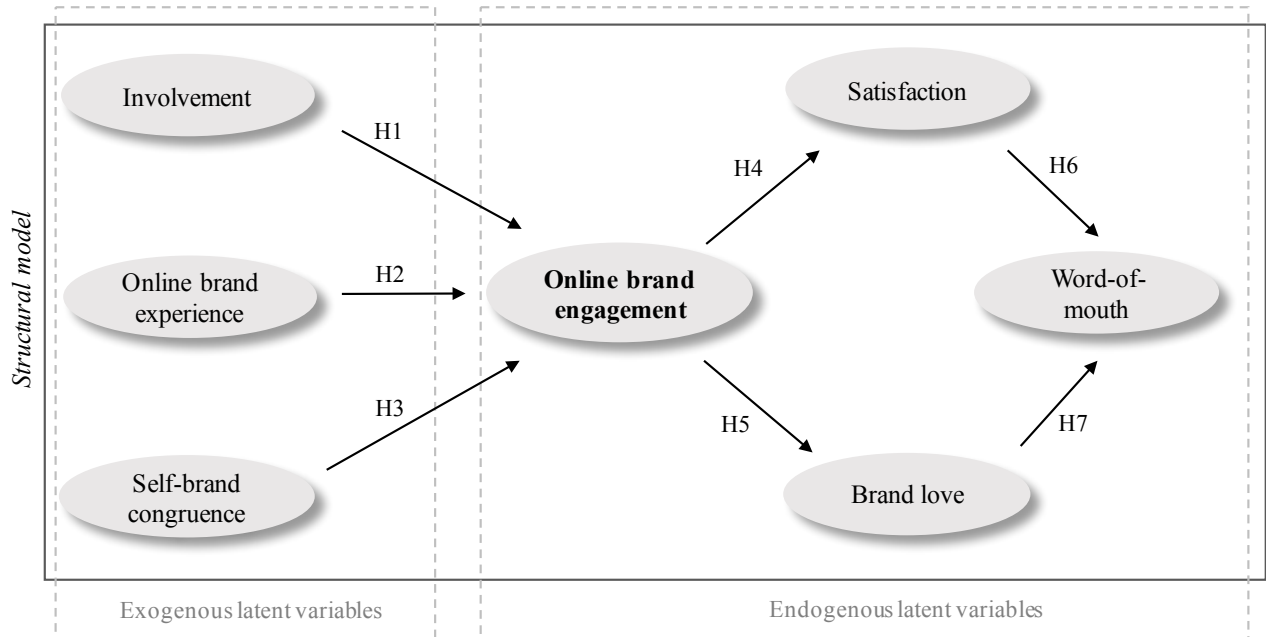 Structural model
Involvement
H1
Online brand
experience
H2
Self-brand
congruence
H3
Online brand
engagement
H4
H5
Satisfaction
H6
Word-of-
mouth
Brand love
H7
Exogenous latent variables
Endogenous latent variables